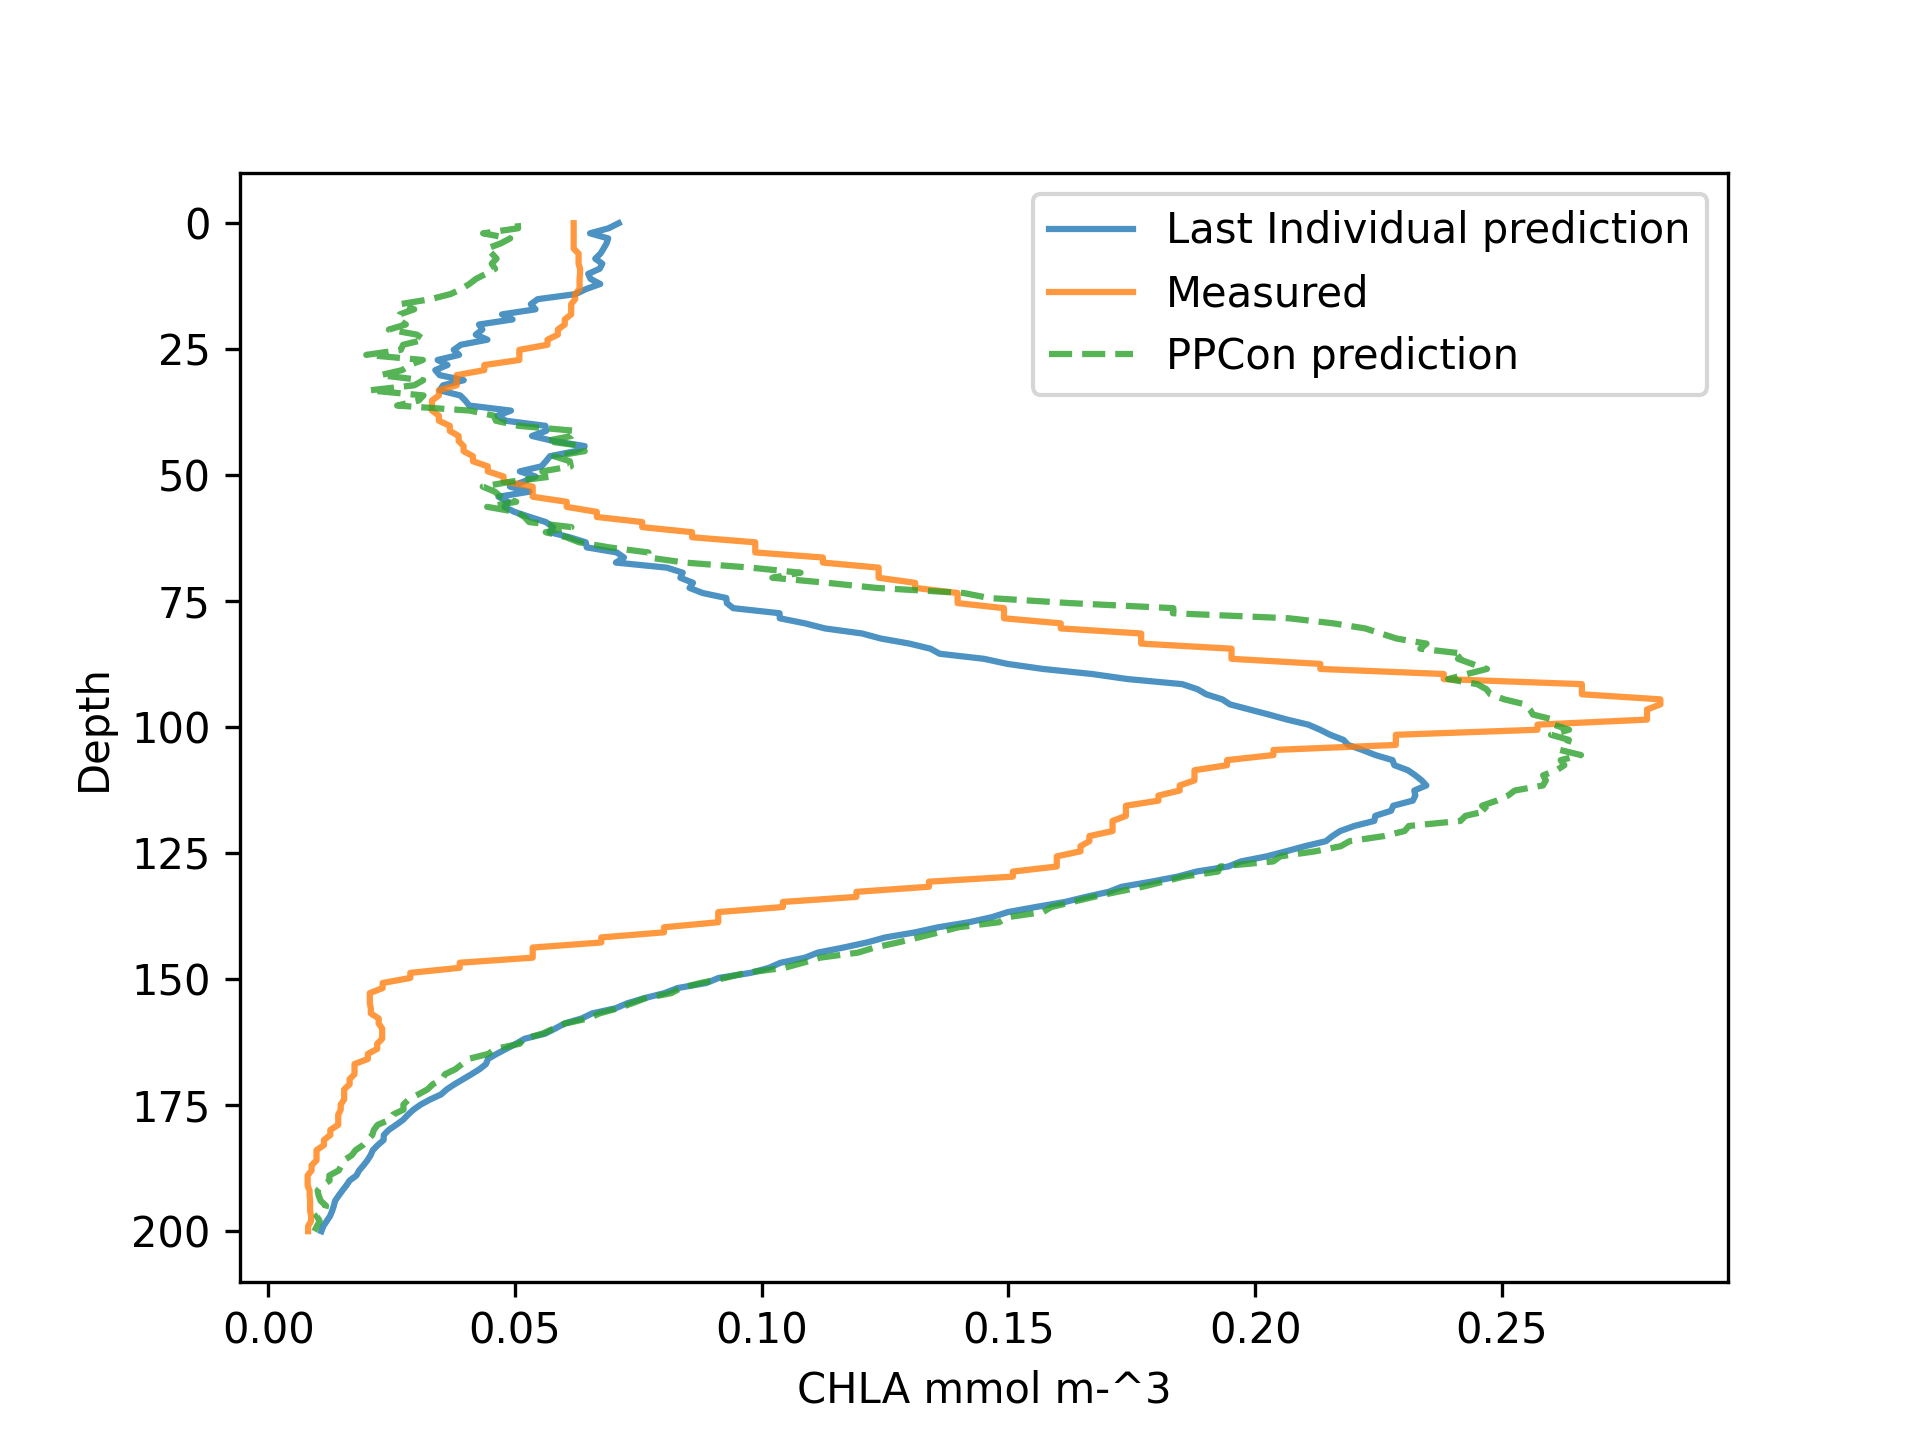 Last Individual prediction
Measured
PPCon prediction
0
25
50
75
100
125
150
175
200
Depth
0.00 0.05 0.10 0.15 0.20 0.25
CHLA mmol m-^3